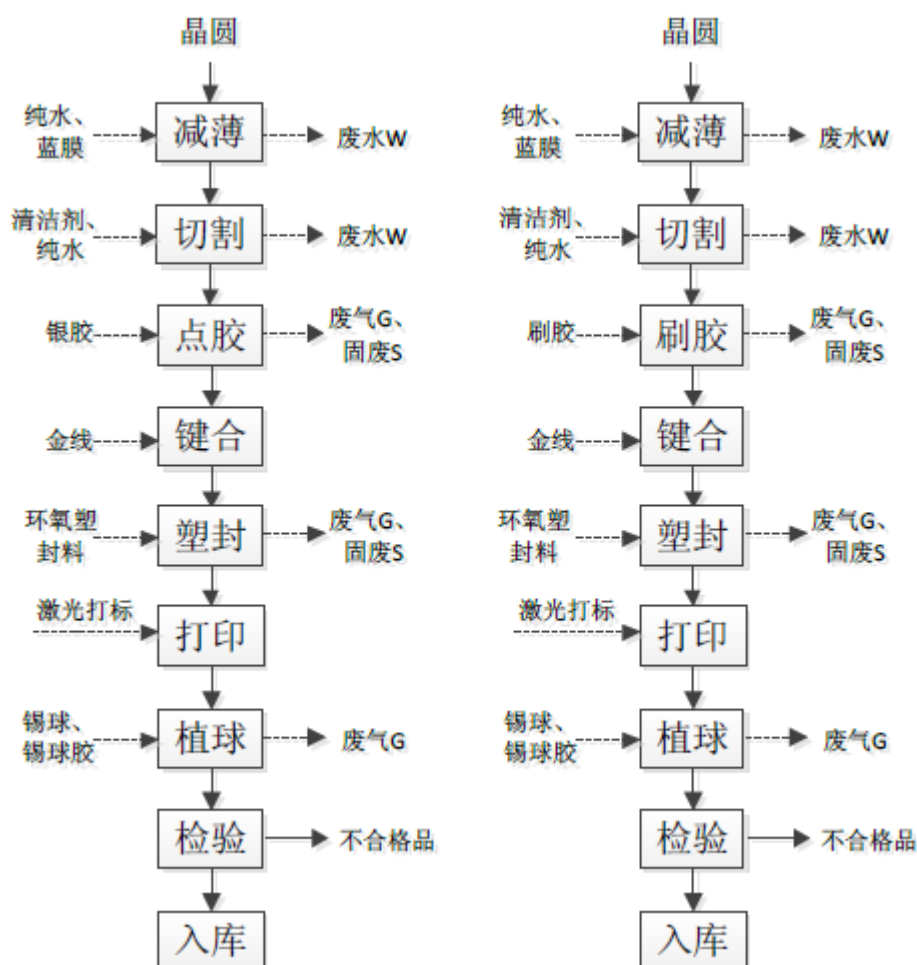 晶圆
纯水、
蓝膜
减薄
废水W
清洁剂、
纯水
切割
废水W
银胶
点胶
废气G、
固废S
金线
键合
环氧塑
封料
塑封
废气G、
固废S
激光打标
打印
锡球、
锡球胶
植球
废气G
检验
不合格品
入库
晶圆
纯水、
蓝膜
减薄
废水W
清洁剂、
纯水
切割
废水W
刷胶
刷胶
废气G、
固废S
金线
键合
环氧塑
封料
塑封
废气G、
固废S
激光打标
打印
锡球、
锡球胶
植球
废气G
检验
不合格品
入库